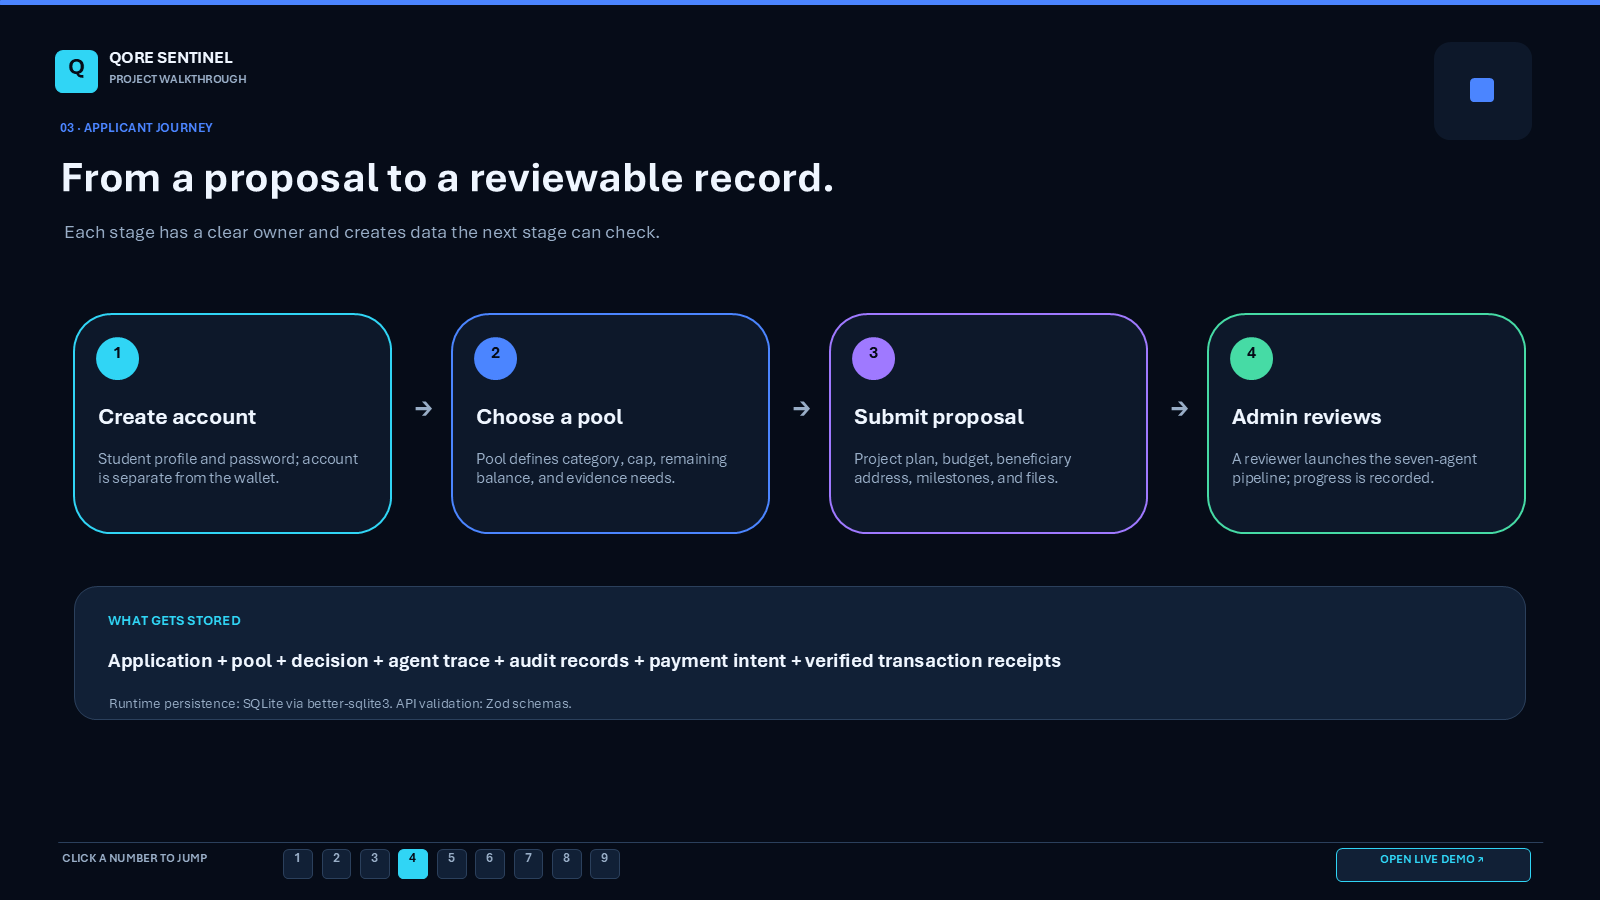 Q
QORE SENTINEL
PROJECT WALKTHROUGH
03 · APPLICANT JOURNEY
From a proposal to a reviewable record.
Each stage has a clear owner and creates data the next stage can check.
1
Create account
Student profile and password; account
is separate from the wallet.
→
2
Choose a pool
Pool defines category, cap, remaining
balance, and evidence needs.
→
3
Submit proposal
Project plan, budget, beneficiary
address, milestones, and files.
→
4
Admin reviews
A reviewer launches the seven-agent
pipeline; progress is recorded.
WHAT GETS STORED
Application + pool + decision + agent trace + audit records + payment intent + verified transaction receipts
Runtime persistence: SQLite via better-sqlite3. API validation: Zod schemas.
CLICK A NUMBER TO JUMP 1 2 3 4 5 6 7 8 9 OPEN LIVE DEMO ↗